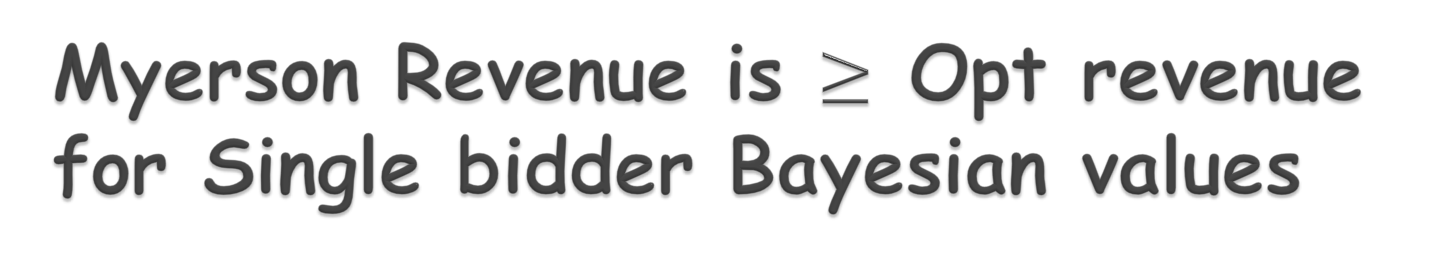 Myerson Revenue is ≥ Opt revenue
for Single bidder Bayesian values